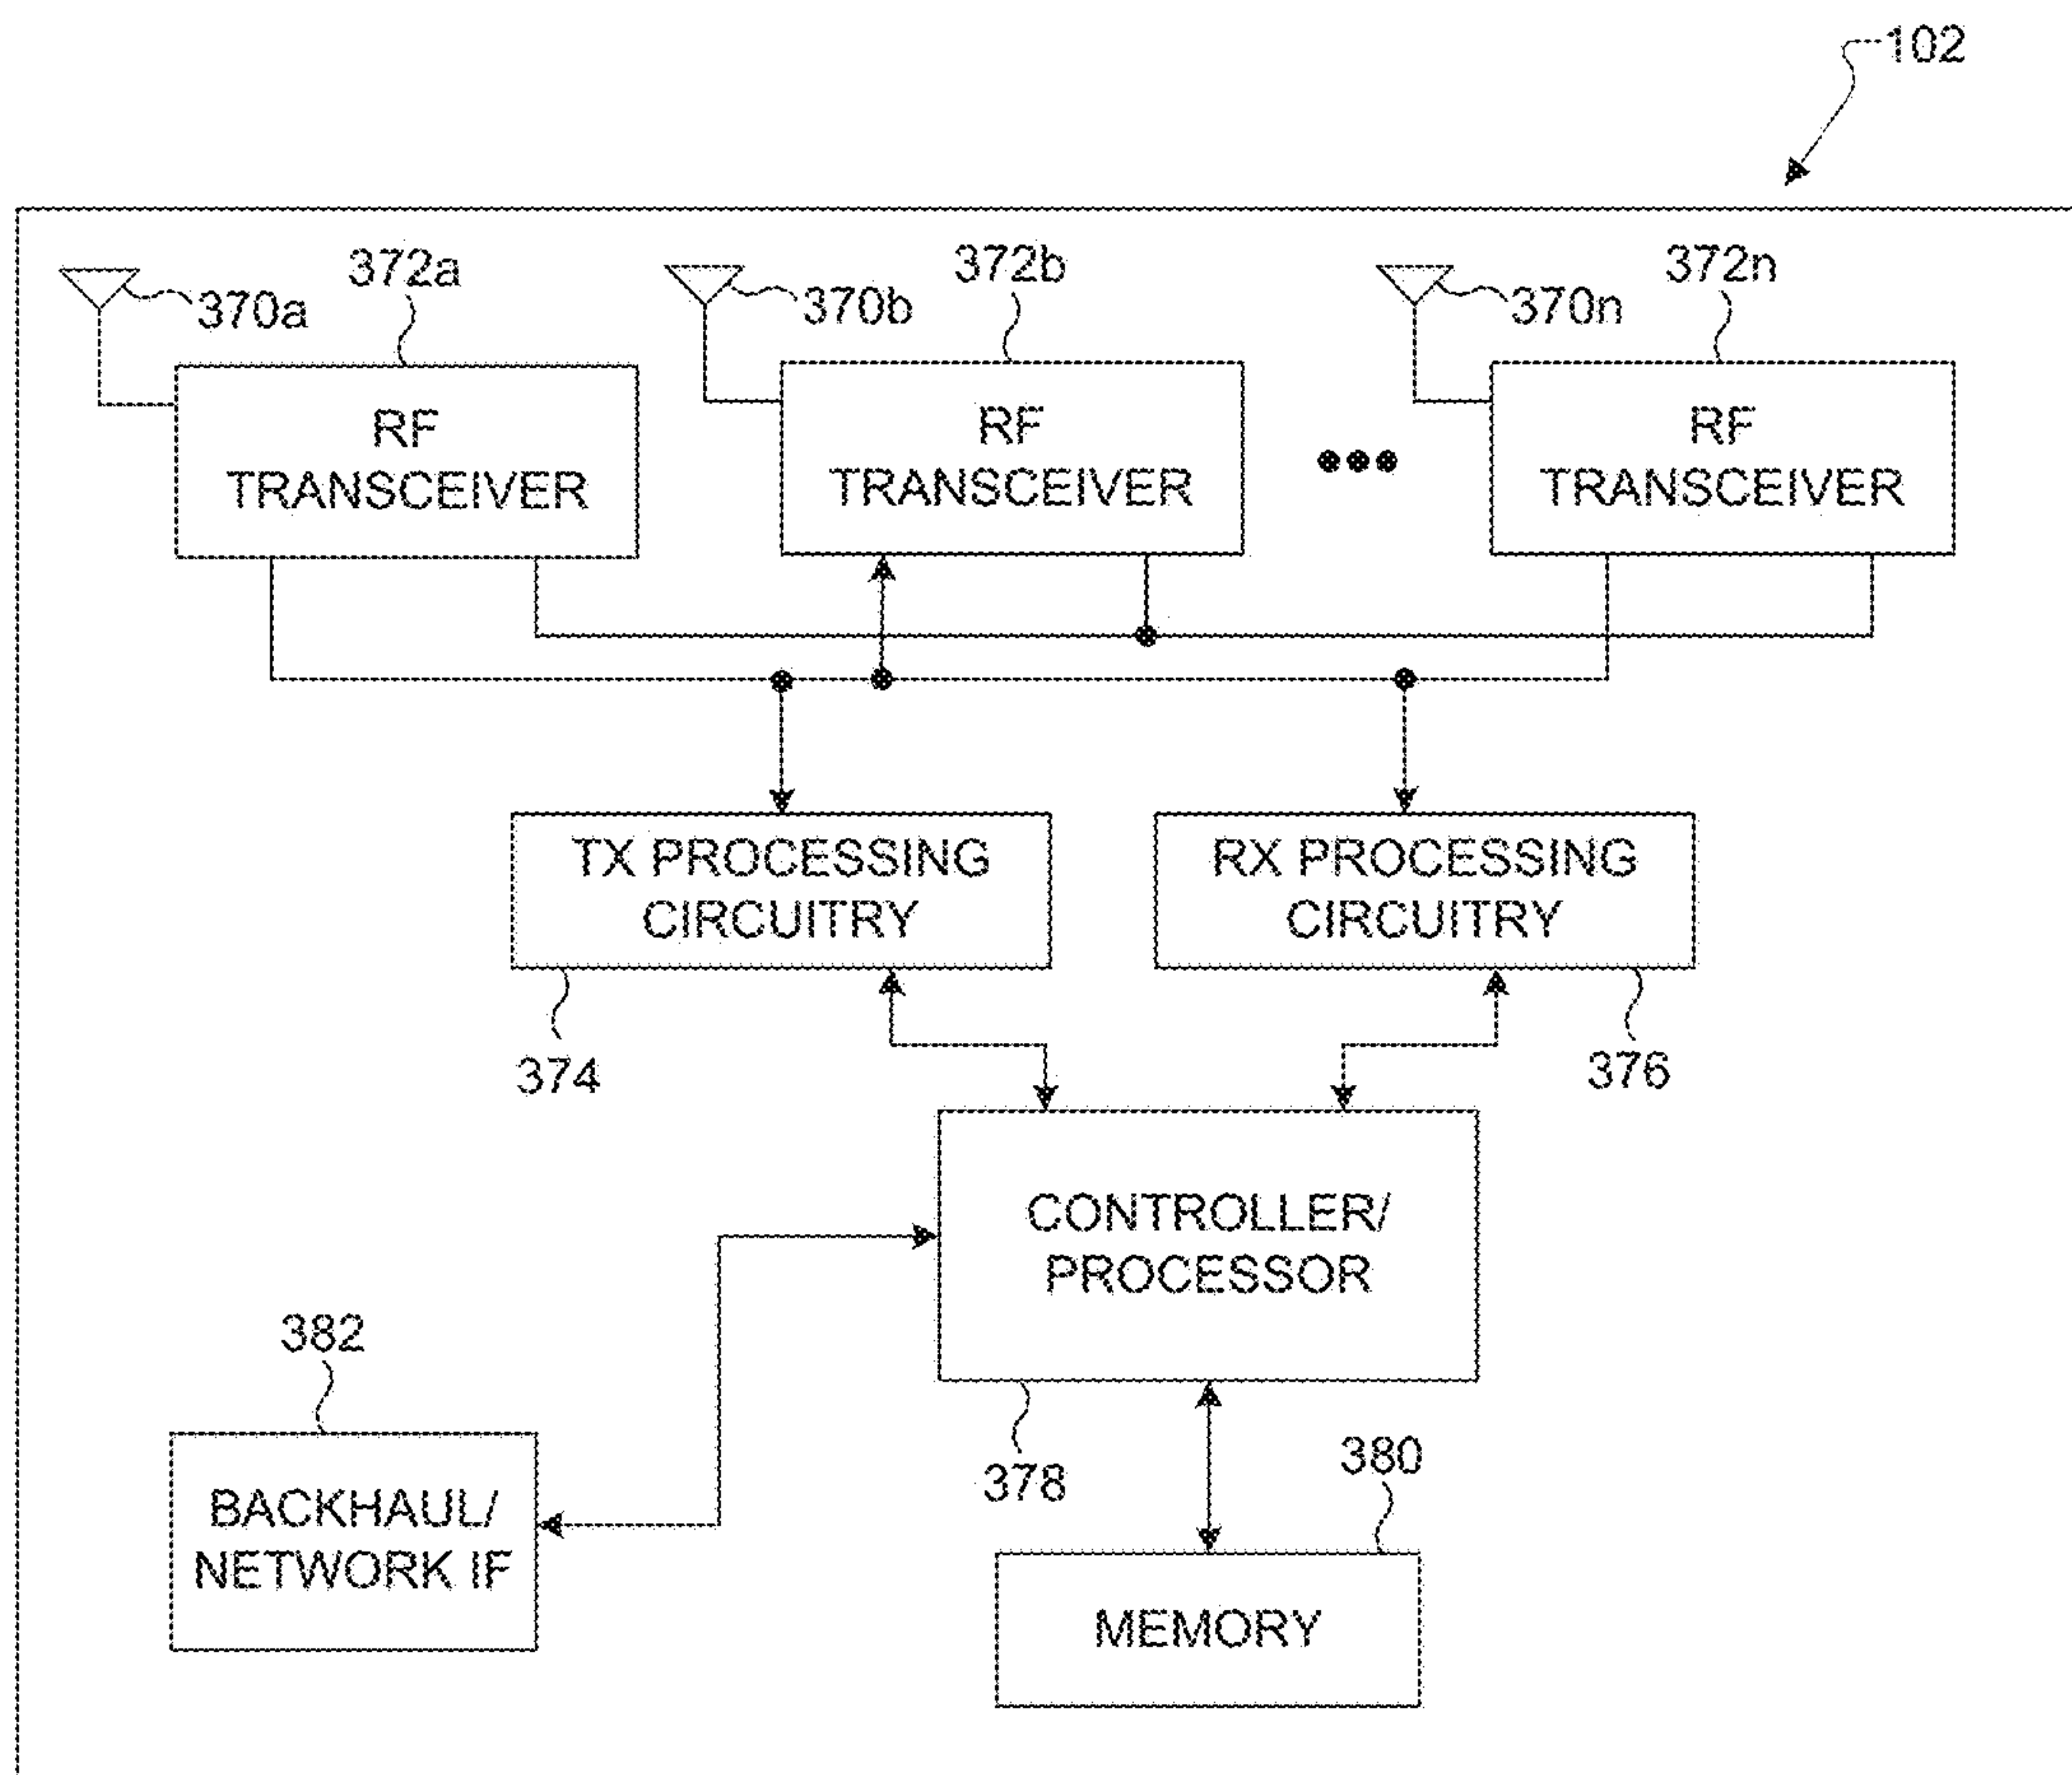 102
372a
370a
372b
370b
372n
370n
RF
TRANSCEIVER
RF
TRANSCEIVER
RF
TRANSCEIVER
TX PROCESSING
CIRCUITRY
RX PROCESSING
CIRCUITRY
374
376
CONTROLLER/
PROCESSOR
378
382
BACKHAUL/
NETWORK IF
380
MEMORY